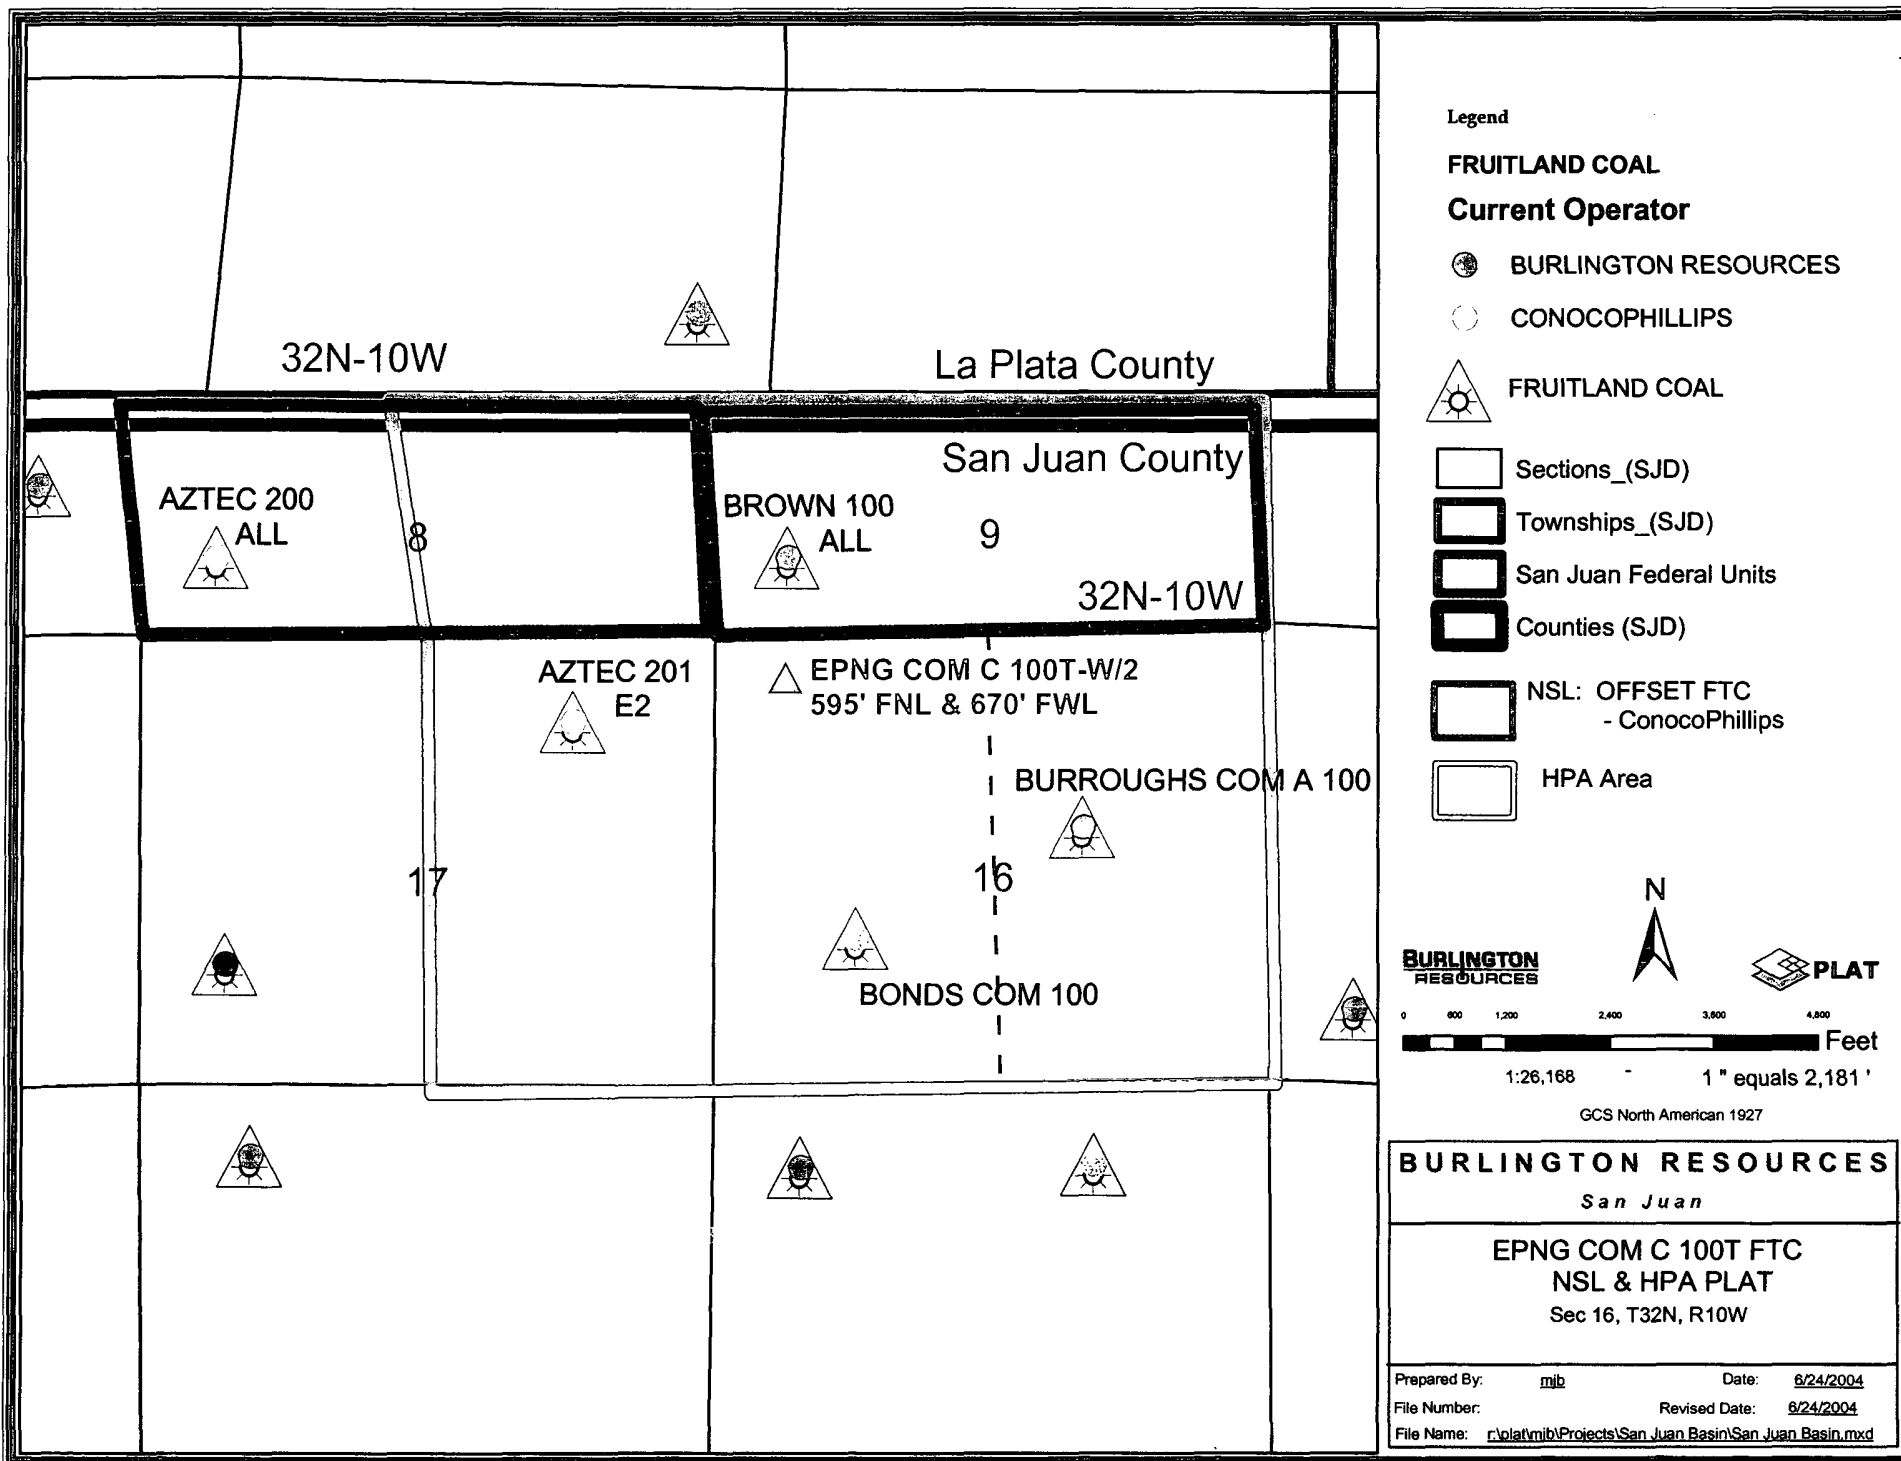 32N-10W
La Plata County
San Juan County
AZTEC 200
ALL
8
BROWN 100
ALL
9
32N-10W
AZTEC 201
E2
EPNG COM C 100T-W/2
595' FNL & 670' FWL
BURROUGHS COM A 100
17
16
BONDS COM 100
Legend
FRUITLAND COAL
Current Operator
BURLINGTON RESOURCES
CONOCOPHILLIPS
FRUITLAND COAL
Sections_(SJD)
Townships_(SJD)
San Juan Federal Units
Counties (SJD)
NSL: OFFSET FTC
- ConocoPhillips
HPA Area
N
BURLINGTON
RESOURCES
PLAT
0 600 1,200 2,400 3,600 4,800
Feet
1:26,168 - 1 " equals 2,181 '
GCS North American 1927
BURLINGTON RESOURCES
San Juan
EPNG COM C 100T FTC
NSL & HPA PLAT
Sec 16, T32N, R10W
Prepared By: mjb Date: 6/24/2004
File Number: Revised Date: 6/24/2004
File Name: r:\plat\mjb\Projects\San Juan Basin\San Juan Basin.mxd